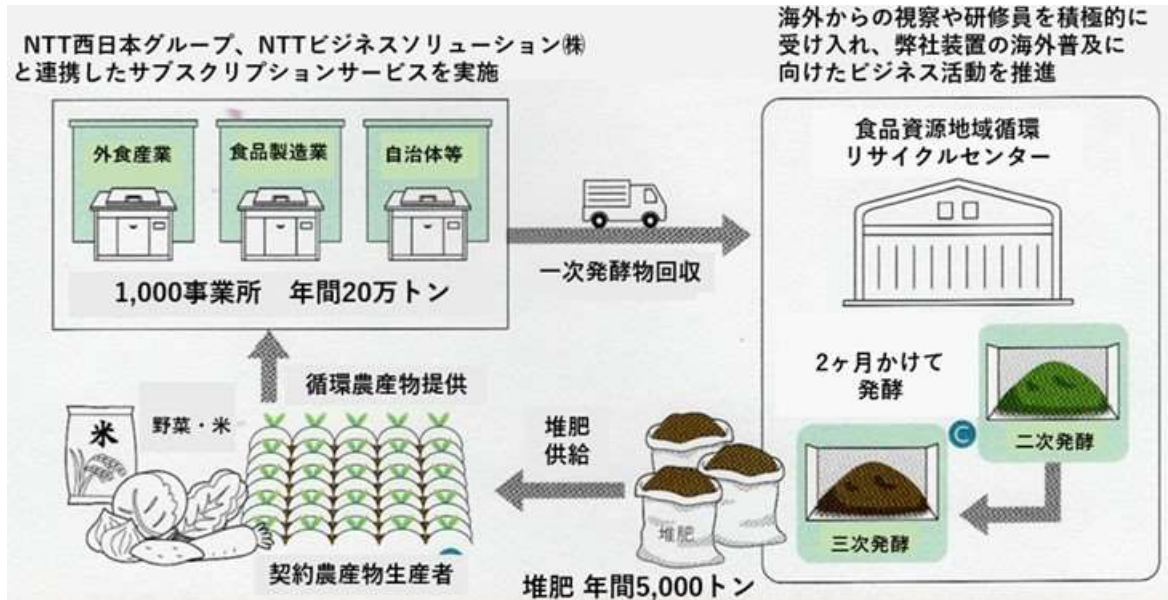 NTT西日本グループ、NTTビジネスソリューション㈱
と連携したサブスクリプションサービスを実施
海外からの視察や研修員を積極的に
受け入れ、弊社装置の海外普及に
向けたビジネス活動を推進
外食産業
食品製造業
自治体等
1,000事業所 年間20万トン
一次発酵物回収
食品資源地域循環
リサイクルセンター
2ヶ月かけて
発酵
C
二次発酵
三次発酵
堆肥
供給
堆肥
堆肥 年間5,000トン
循環農産物提供
野菜・米
米
契約農産物生産者